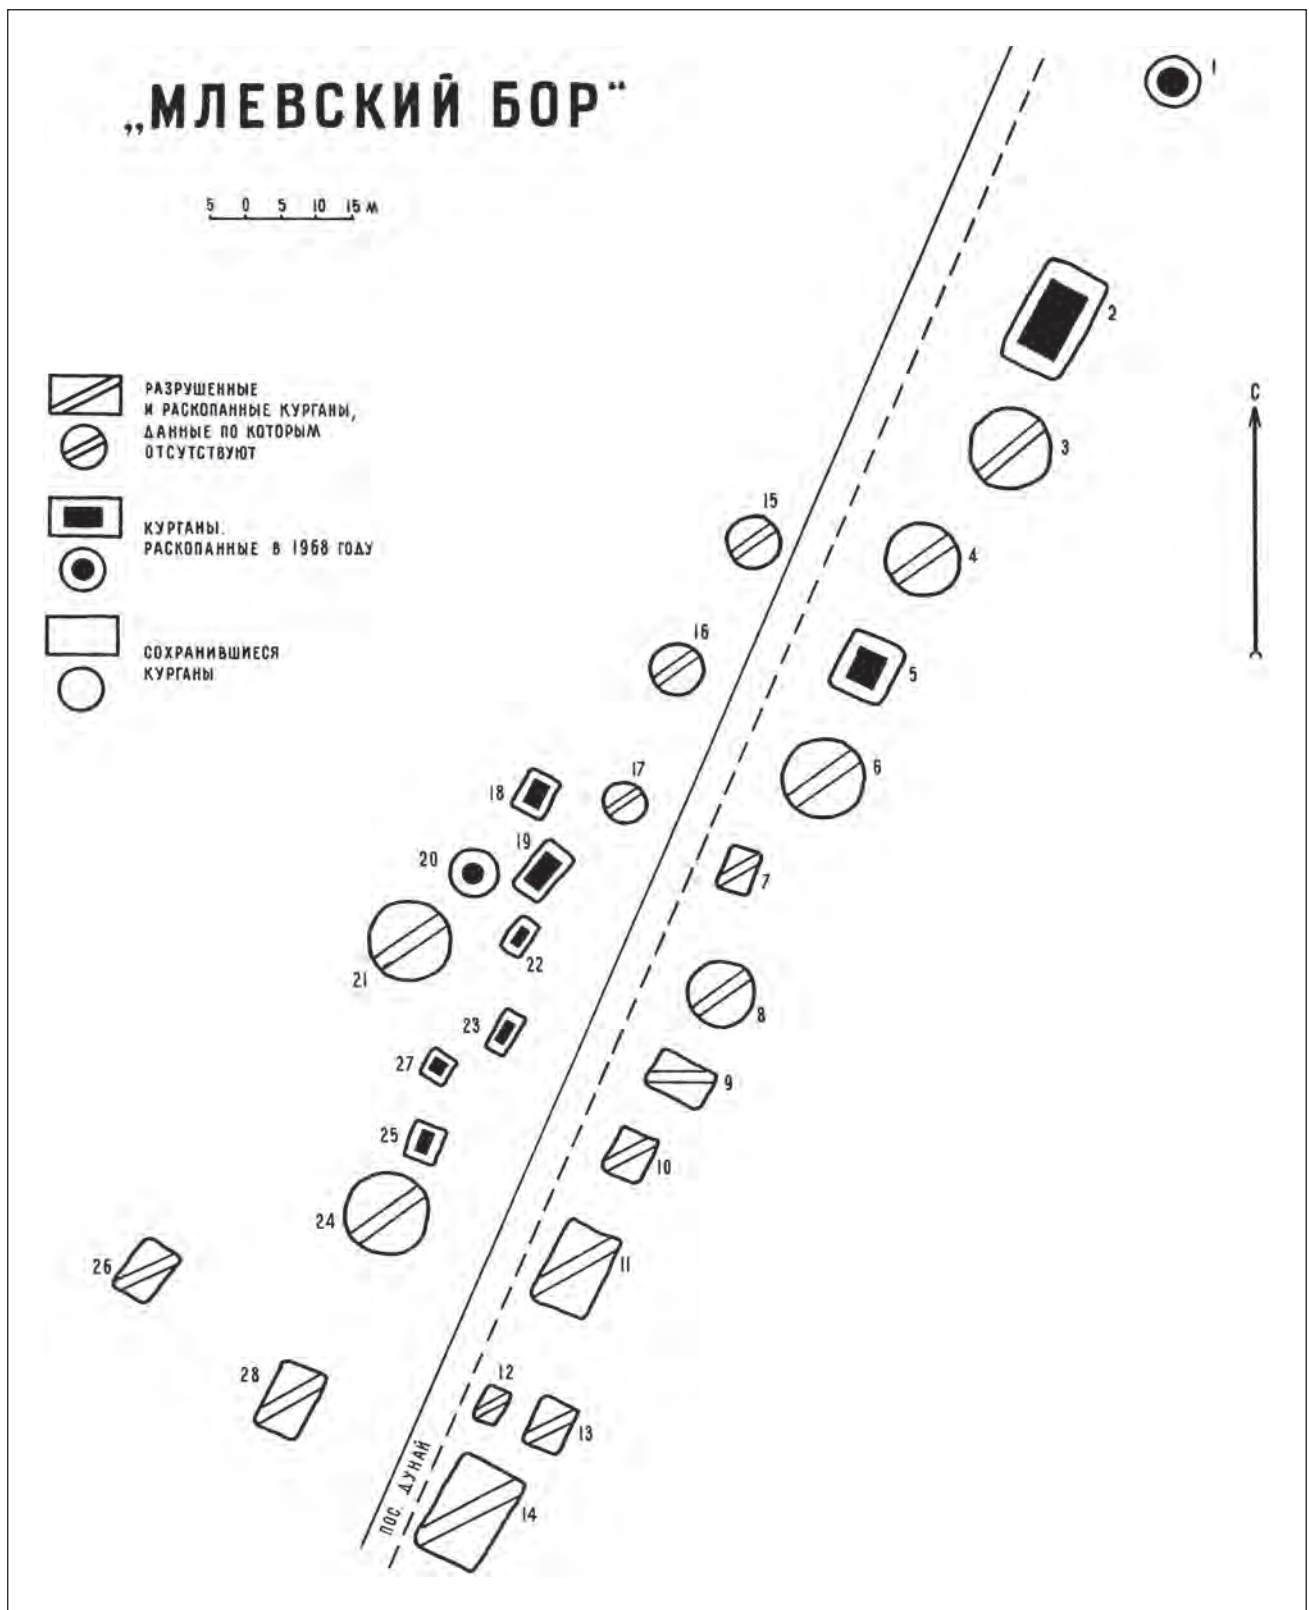 „МЛЕВСКИЙ БОР“
5 0 5 10 15 М
РАЗРУШЕННЫЕ
И РАСКОПАННЫЕ КУРГАНЫ,
ДАННЫЕ ПО КОТОРЫМ
ОТСУТСТВУЮТ
КУРГАНЫ.
РАСКОПАННЫЕ В 1968 ГОДУ
СОХРАНИВШИЕСЯ
КУРГАНЫ
С
1
2
3
4
15
16
5
6
17
18
19
20
7
21
22
8
23
27
9
25
10
24
26
11
28
12
13
14
ПОС. ДУНАЙ